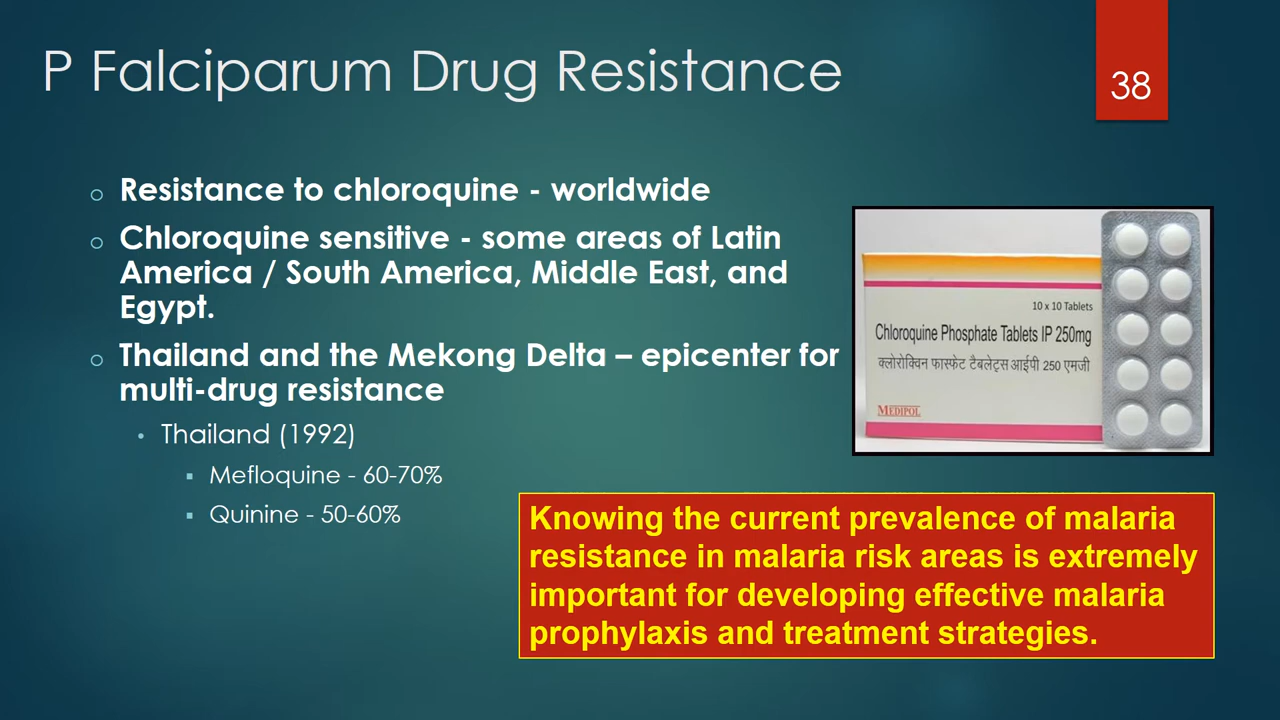 P Falciparum Drug Resistance
38
Resistance to chloroquine - worldwide
Chloroquine sensitive - some areas of Latin
America / South America, Middle East, and
Egypt.
Thailand and the Mekong Delta – epicenter for
multi-drug resistance
Thailand (1992)
Mefloquine - 60-70%
Quinine - 50-60%
10 x 10 Tablets
Chloroquine Phosphate Tablets IP 250mg
क्लोरोक्विन फास्फेट टैबलेट्स आईपी 250 एमजी
MEDIPOL
Knowing the current prevalence of malaria
resistance in malaria risk areas is extremely
important for developing effective malaria
prophylaxis and treatment strategies.